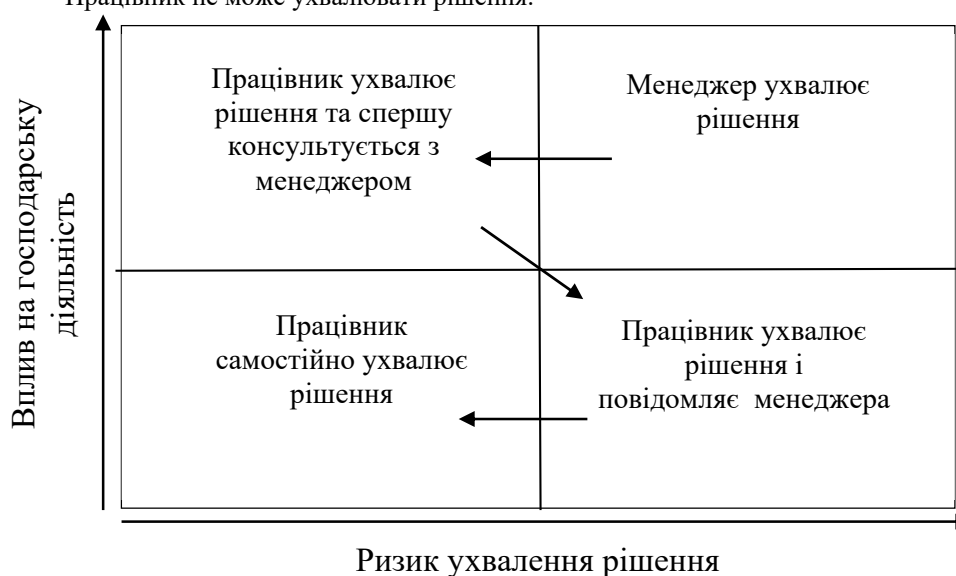 Працівник не може ухвалювати рішення.
Працівник ухвалює
рішення та спершу
консультується з
менеджером
Менеджер ухвалює
рішення
Вплив на господарську
діяльність
Працівник
самостійно ухвалює
рішення
Працівник ухвалює
рішення і
повідомляє менеджера
Ризик ухвалення рішення